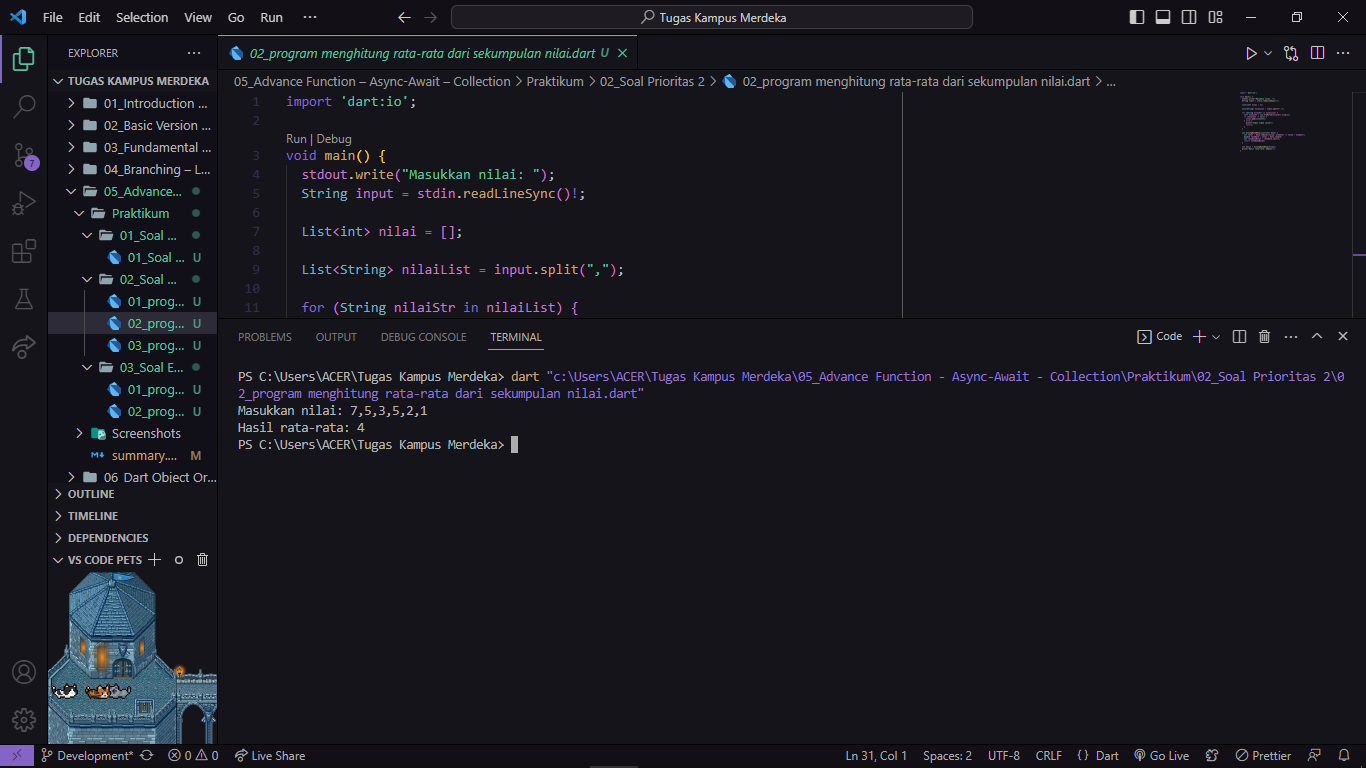 File Edit Selection View Go Run ··· Tugas Kampus Merdeka
EXPLORER ···
TUGAS KAMPUS MERDEKA
01_Introduction ...
02_Basic Version ...
03_Fundamental ...
04_Branching – L...
05_Advance...
Praktikum
01_Soal ...
01_Soal ... U
02_Soal ...
01_prog... U
02_prog... U
03_prog... U
03_Soal E...
01_prog... U
02_prog... U
Screenshots
summary.... M
06 Dart Object Or...
OUTLINE
TIMELINE
DEPENDENCIES
VS CODE PETS
7
02_program menghitung rata-rata dari sekumpulan nilai.dart U
05_Advance Function – Async-Await – Collection > Praktikum > 02_Soal Prioritas 2 > 02_program menghitung rata-rata dari sekumpulan nilai.dart > ...
1 import 'dart:io';
2
Run | Debug
3 void main() {
4 stdout.write("Masukkan nilai: ");
5 String input = stdin.readLineSync()!;
6
7 List<int> nilai = [];
8
9 List<String> nilaiList = input.split(",");
10
11 for (String nilaiStr in nilaiList) {
PROBLEMS OUTPUT DEBUG CONSOLE TERMINAL Code
PS C:\Users\ACER\Tugas Kampus Merdeka> dart "c:\Users\ACER\Tugas Kampus Merdeka\05_Advance Function - Async-Await - Collection\Praktikum\02_Soal Prioritas 2\0
2_program menghitung rata-rata dari sekumpulan nilai.dart"
Masukkan nilai: 7,5,3,5,2,1
Hasil rata-rata: 4
PS C:\Users\ACER\Tugas Kampus Merdeka>
Development* 0 0 Live Share Ln 31, Col 1 Spaces: 2 UTF-8 CRLF {} Dart Go Live Prettier